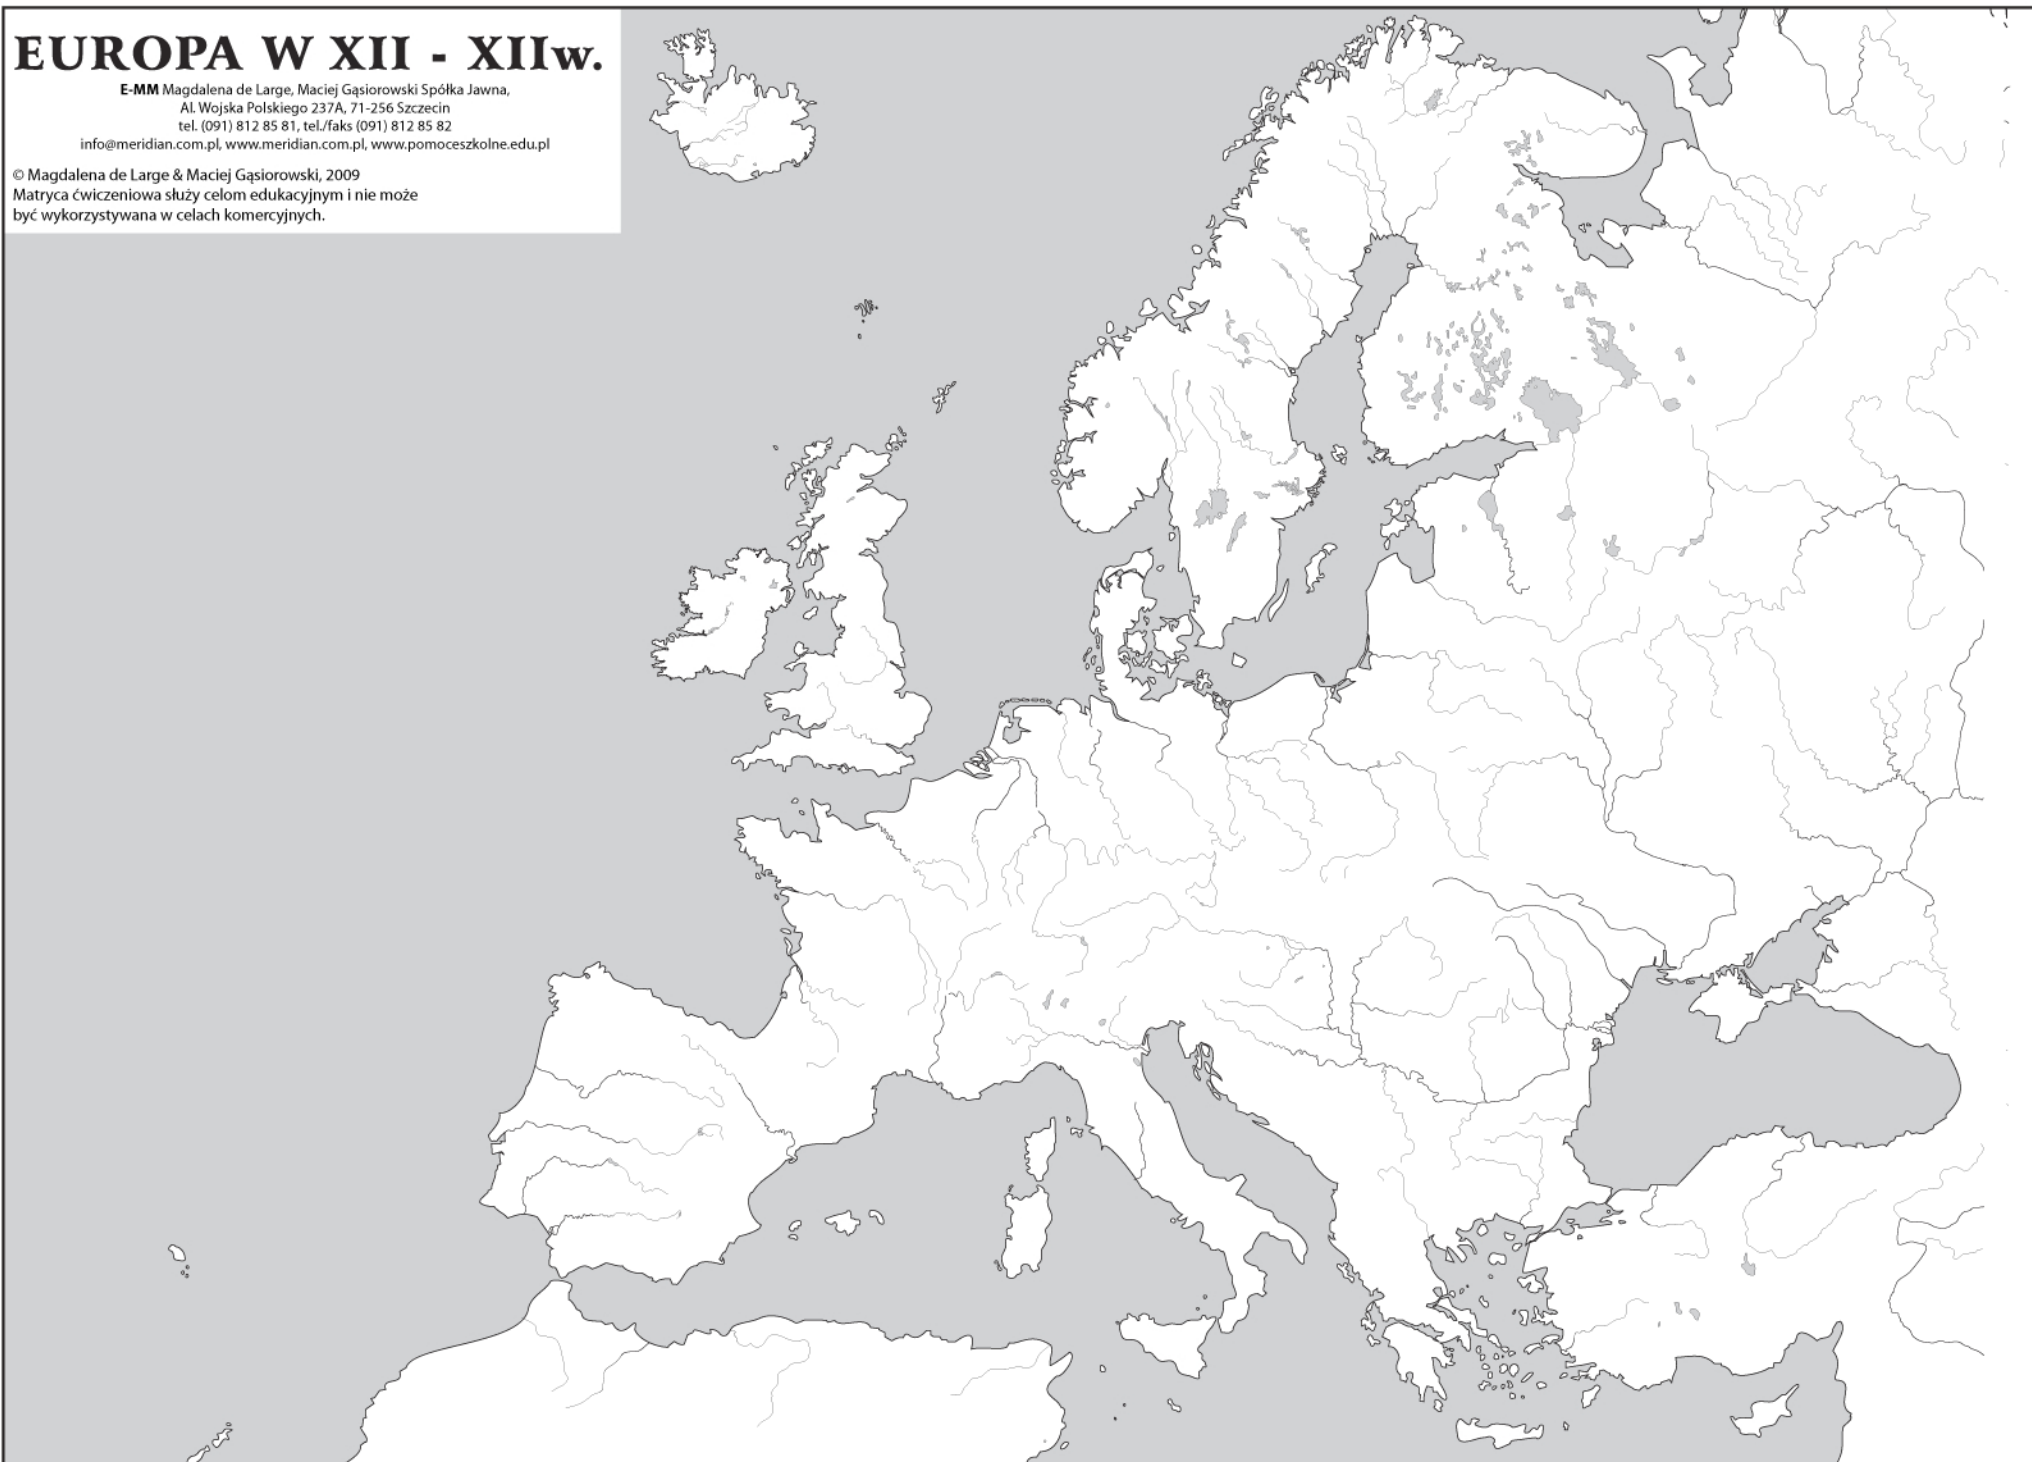 EUROPA W XII - XIIw.
E-MM Magdalena de Large, Maciej Gąsiorowski Spółka Jawna,
Al. Wojska Polskiego 237A, 71-256 Szczecin
tel. (091) 812 85 81, tel./faks (091) 812 85 82
info@meridian.com.pl, www.meridian.com.pl, www.pomoceszkolne.edu.pl
© Magdalena de Large & Maciej Gąsiorowski, 2009
Matryca ćwiczeniowa służy celom edukacyjnym i nie może
być wykorzystywana w celach komercyjnych.